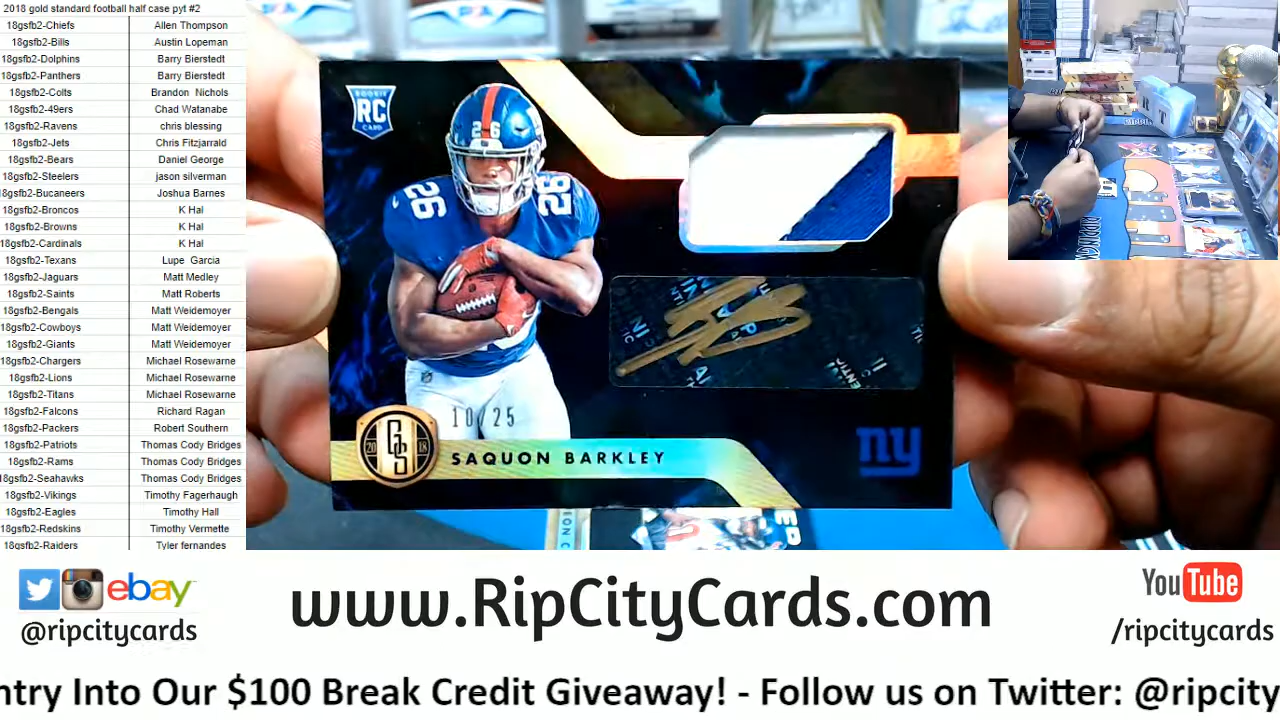 2018 gold standard football half case pyt #2
18gsfb2-Chiefs Allen Thompson
18gsfb2-Bills Austin Lopeman
18gsfb2-Dolphins Barry Bierstedt
18gsfb2-Panthers Barry Bierstedt
18gsfb2-Colts Brandon Nichols
18gsfb2-49ers Chad Watanabe
18gsfb2-Ravens chris blessing
18gsfb2-Jets Chris Fitzjarrald
18gsfb2-Bears Daniel George
18gsfb2-Steelers jason silverman
18gsfb2-Bucaneers Joshua Barnes
18gsfb2-Broncos K Hal
18gsfb2-Browns K Hal
18gsfb2-Cardinals K Hal
18gsfb2-Texans Lupe Garcia
18gsfb2-Jaguars Matt Medley
18gsfb2-Saints Matt Roberts
18gsfb2-Bengals Matt Weidemoyer
18gsfb2-Cowboys Matt Weidemoyer
18gsfb2-Giants Matt Weidemoyer
18gsfb2-Chargers Michael Rosewarne
18gsfb2-Lions Michael Rosewarne
18gsfb2-Titans Michael Rosewarne
18gsfb2-Falcons Richard Ragan
18gsfb2-Packers Robert Southern
18gsfb2-Patriots Thomas Cody Bridges
18gsfb2-Rams Thomas Cody Bridges
18gsfb2-Seahawks Thomas Cody Bridges
18gsfb2-Vikings Timothy Fagerhaugh
18gsfb2-Eagles Timothy Hall
18gsfb2-Redskins Timothy Vermette
18gsfb2-Raiders Tyler fernandes
ROOKIE
RC
CARD
26
26
26
10/25
20 GS 18
SAQUON BARKLEY
ny
ebay
@ripcitycards
www.RipCityCards.com
YouTube
/ripcitycards
ntry Into Our $100 Break Credit Giveaway! - Follow us on Twitter: @ripcity